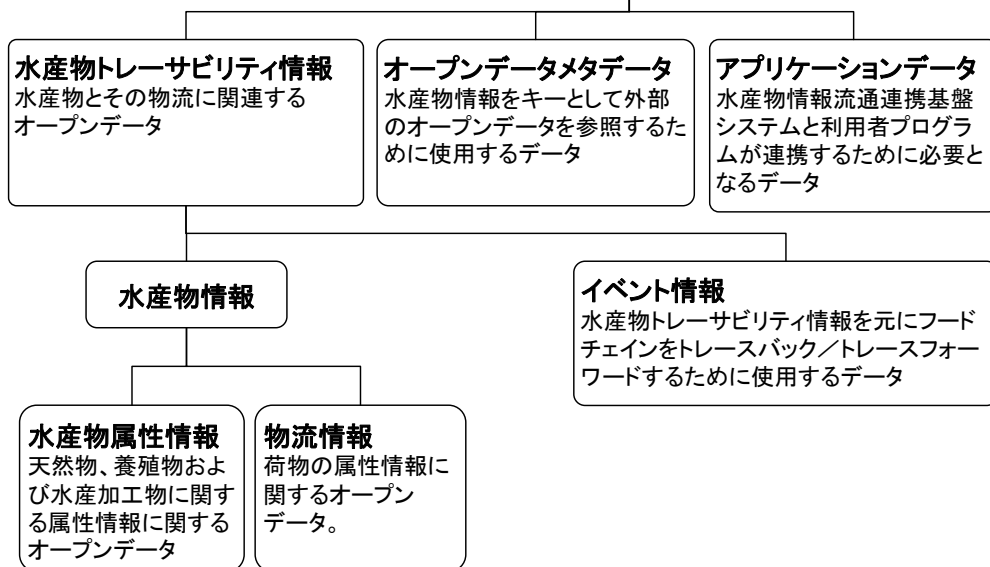 水産物トレーサビリティ情報
水産物とその物流に関連する
オープンデータ
オープンデータメタデータ
水産物情報をキーとして外部
のオープンデータを参照するた
めに使用するデータ
アプリケーションデータ
水産物情報流通連携基盤
システムと利用者プログラ
ムが連携するために必要と
なるデータ
水産物情報
イベント情報
水産物トレーサビリティ情報を元にフード
チェインをトレースバック／トレースフォー
ワードするために使用するデータ
水産物属性情報
天然物、養殖物およ
び水産加工物に関す
る属性情報に関する
オープンデータ
物流情報
荷物の属性情報に
関するオープン
データ。